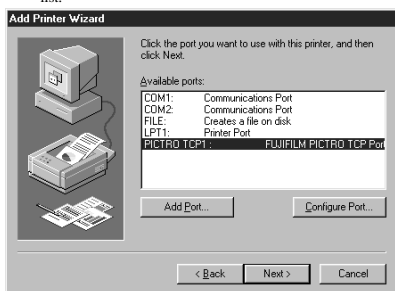 list.
Add Printer Wizard
Click the port you want to use with this printer, and then
click Next.
Available ports:
COM1: Communications Port
COM2: Communications Port
FILE: Creates a file on disk
LPT1: Printer Port
PICTRO TCP1 : FUJIFILM PICTRO TCP Port
Add Port...
Configure Port...
< Back
Next >
Cancel